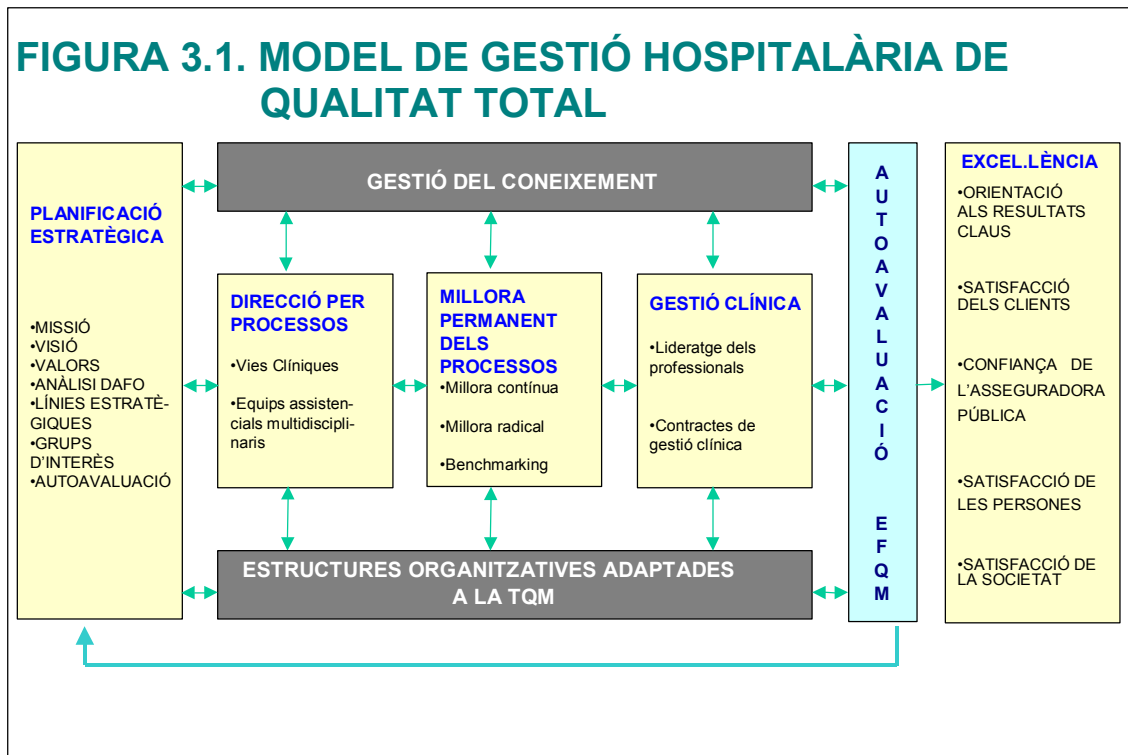 FIGURA 3.1. MODEL DE GESTIÓ HOSPITALÀRIA DE
QUALITAT TOTAL
PLANIFICACIÓ
ESTRATÈGICA
•MISSIÓ
•VISIÓ
•VALORS
•ANÀLISI DAFO
•LÍNIES ESTRATÈ-
GIQUES
•GRUPS
D'INTERÈS
•AUTOAVALUACIÓ
GESTIÓ DEL CONEIXEMENT
DIRECCIÓ PER
PROCESSOS
•Vies Clíniques
•Equips assisten-
cials multidiscipli-
naris
MILLORA
PERMANENT
DELS
PROCESSOS
•Millora contínua
•Millora radical
•Benchmarking
GESTIÓ CLÍNICA
•Lideratge dels
professionals
•Contractes de
gestió clínica
ESTRUCTURES ORGANITZATIVES ADAPTADES
A LA TQM
A
U
T
O
A
V
A
L
U
A
C
I
Ó
E
F
Q
M
EXCEL.LÈNCIA
•ORIENTACIÓ
ALS RESULTATS
CLAUS
•SATISFACCIÓ
DELS CLIENTS
•CONFIANÇA DE
L'ASSEGURADORA
PÚBLICA
•SATISFACCIÓ DE
LES PERSONES
•SATISFACCIÓ DE
LA SOCIETAT